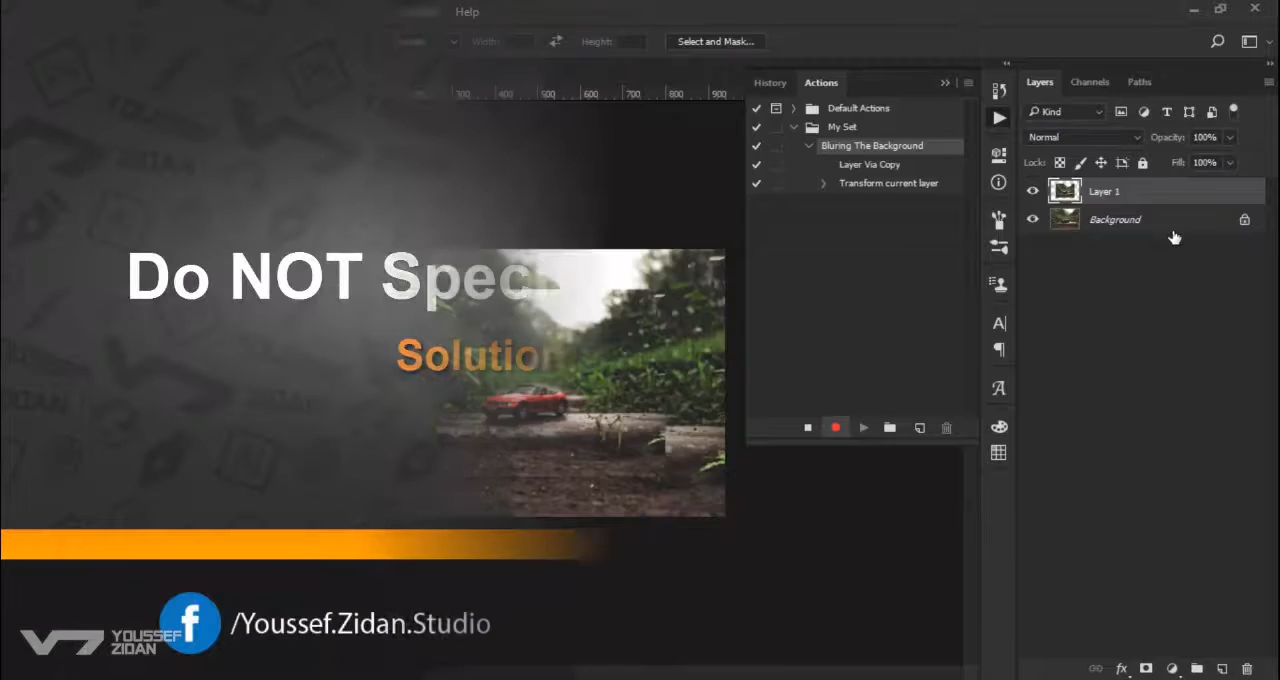 Help
Width:
Height:
Select and Mask...
300 400 500 600 700 800 900
History
Actions
Default Actions
My Set
Bluring The Background
Layer Via Copy
Transform current layer
Layers
Channels
Paths
Kind
Normal
Opacity: 100%
Lock:
Fill: 100%
Layer 1
Background
Do NOT Spec
Solution
f /Youssef.Zidan.Studio
YOUSSEF
ZIDAN